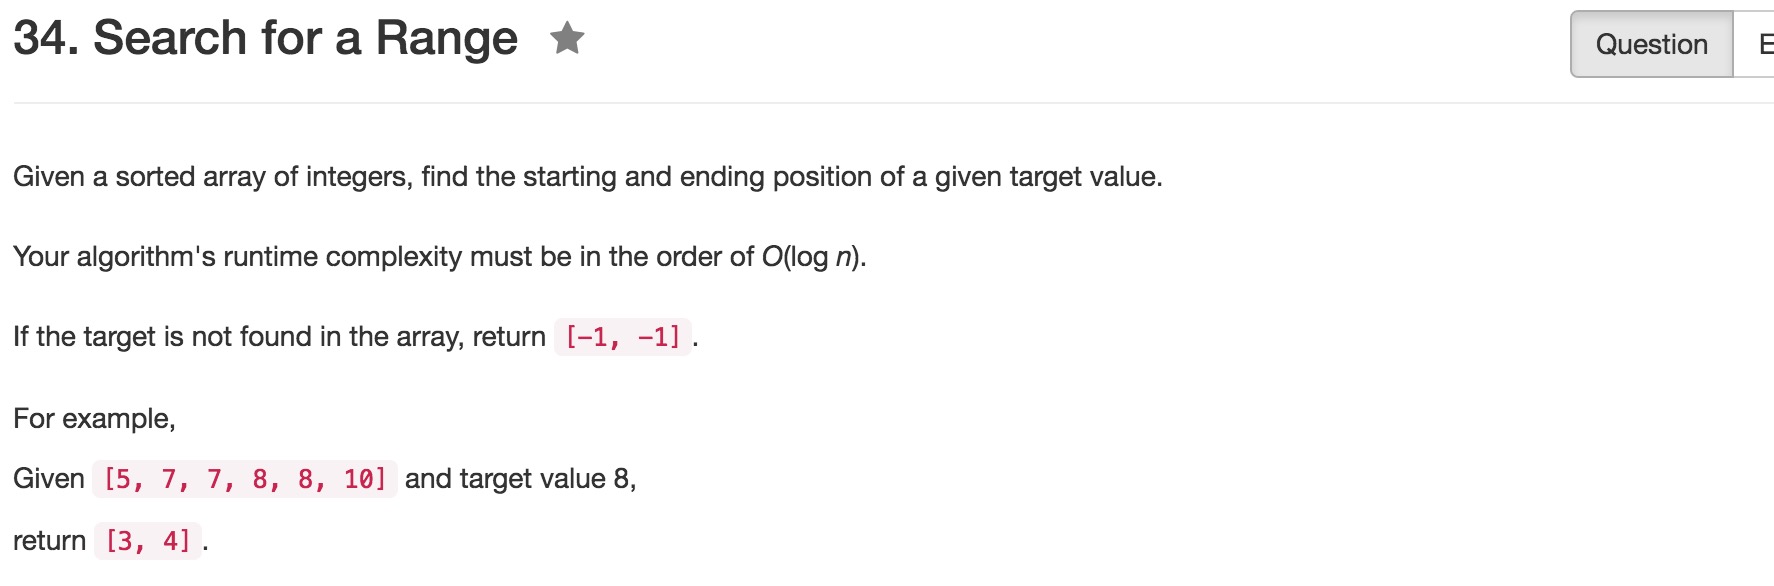 34. Search for a Range
Question E
Given a sorted array of integers, find the starting and ending position of a given target value.
Your algorithm's runtime complexity must be in the order of O(log n).
If the target is not found in the array, return [-1, -1].
For example,
Given [5, 7, 7, 8, 8, 10] and target value 8,
return [3, 4].